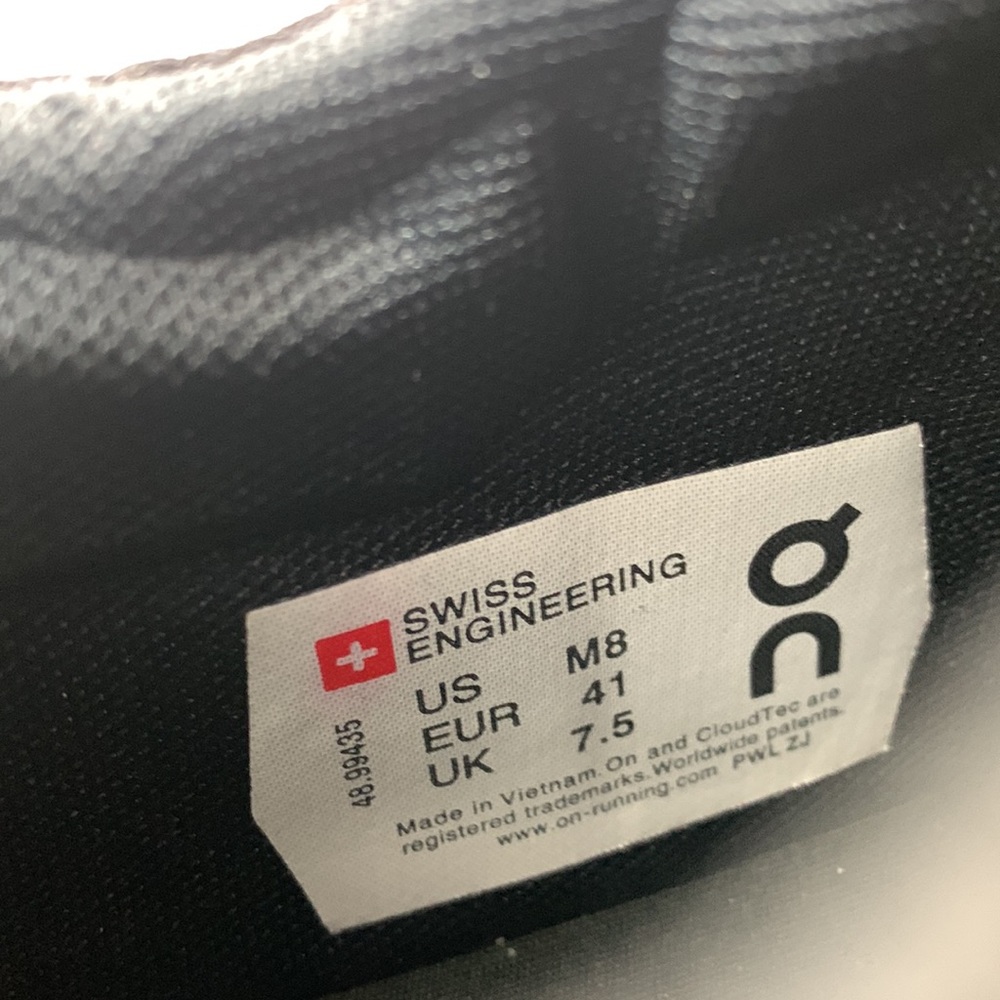 SWISS
ENGINEERING
US M8
EUR 41
UK 7.5
48.99435
Made in Vietnam. On and CloudTec are
registered trademarks. Worldwide patents.
www.on-running.com PWL ZJ
On